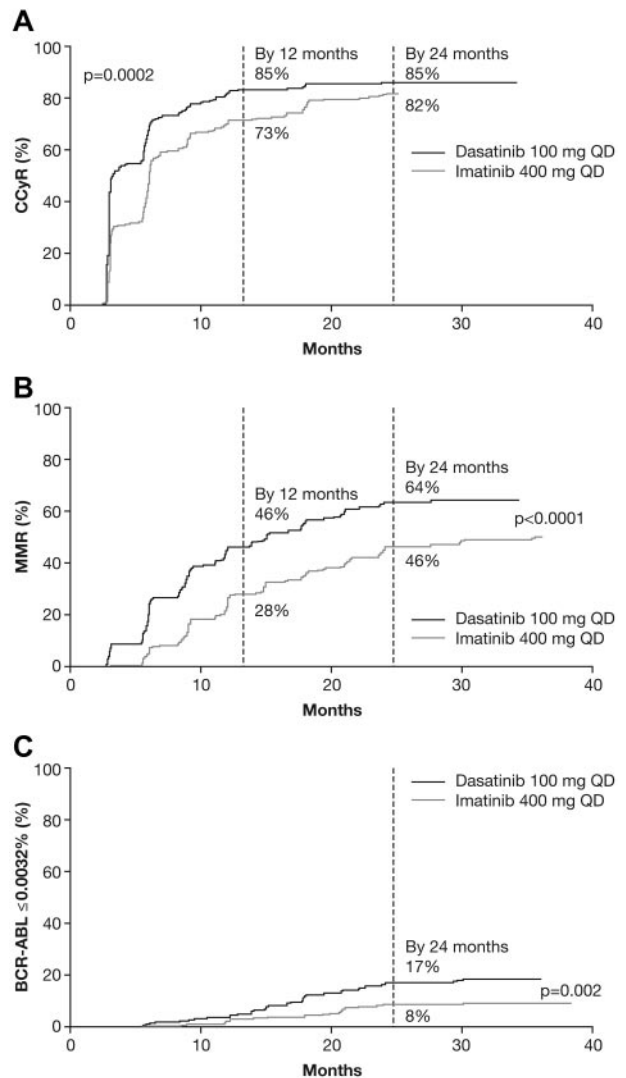 A
100
80
60
40
20
0
CCyR (%)
p=0.0002
By 12 months
85%
73%
By 24 months
85%
82%
Dasatinib 100 mg QD
Imatinib 400 mg QD
0 10 20 30 40
Months
B
100
80
60
40
20
0
MMR (%)
By 12 months
46%
28%
By 24 months
64%
46%
p<0.0001
Dasatinib 100 mg QD
Imatinib 400 mg QD
0 10 20 30 40
Months
C
100
80
60
40
20
0
BCR-ABL ≤0.0032% (%)
Dasatinib 100 mg QD
Imatinib 400 mg QD
By 24 months
17%
8%
p=0.002
0 10 20 30 40
Months